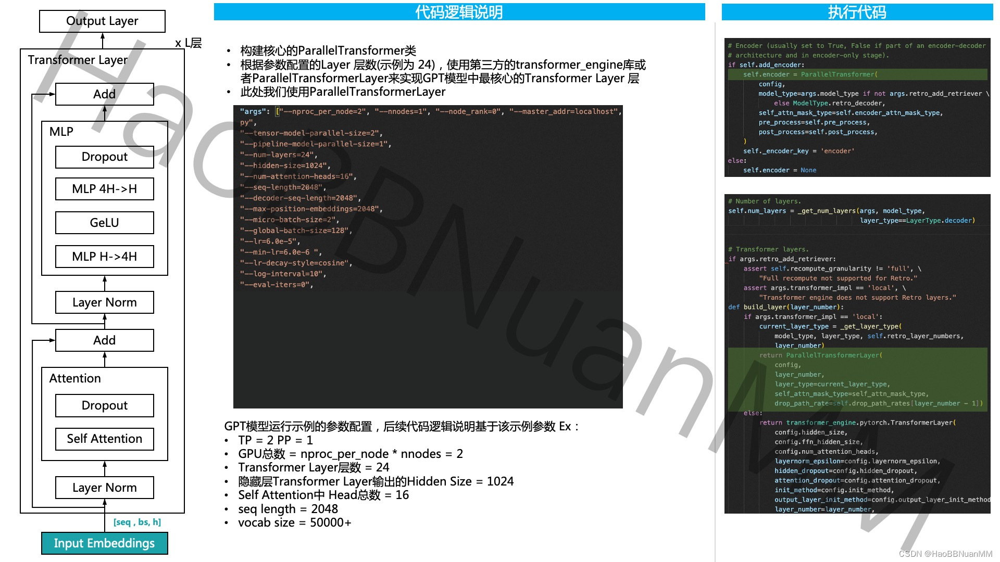 Output Layer
x L层
Transformer Layer
Add
MLP
Dropout
MLP 4H->H
GeLU
MLP H->4H
Layer Norm
Add
Attention
Dropout
Self Attention
Layer Norm
[seq , bs, h]
Input Embeddings
代码逻辑说明
• 构建核心的ParallelTransformer类
• 根据参数配置的Layer 层数(示例为 24)，使用第三方的transformer_engine库或
者ParallelTransformerLayer来实现GPT模型中最核心的Transformer Layer 层
• 此处我们使用ParallelTransformerLayer
"args": ["--nproc_per_node=2", "--nnodes=1", "--node_rank=0", "--master_addr=localhost",
py",
"--tensor-model-parallel-size=2",
"--pipeline-model-parallel-size=1",
"--num-layers=24",
"--hidden-size=1024",
"--num-attention-heads=16",
"--seq-length=2048",
"--decoder-seq-length=2048",
"--max-position-embeddings=2048",
"--micro-batch-size=2",
"--global-batch-size=128",
"--lr=6.0e-5",
"--min-lr=6.0e-6 ",
"--lr-decay-style=cosine",
"--log-interval=10",
"--eval-iters=0",
GPT模型运行示例的参数配置，后续代码逻辑说明基于该示例参数 Ex：
• TP = 2 PP = 1
• GPU总数 = nproc_per_node * nnodes = 2
• Transformer Layer层数 = 24
• 隐藏层Transformer Layer输出的Hidden Size = 1024
• Self Attention中 Head总数 = 16
• seq length = 2048
• vocab size = 50000+
执行代码
# Encoder (usually set to True, False if part of an encoder-decoder
# architecture and in encoder-only stage).
if self.add_encoder:
self.encoder = ParallelTransformer(
config,
model_type=args.model_type if not args.retro_add_retriever \
else ModelType.retro_decoder,
self_attn_mask_type=self.encoder_attn_mask_type,
pre_process=self.pre_process,
post_process=self.post_process,
)
self._encoder_key = 'encoder'
else:
self.encoder = None
# Number of layers.
self.num_layers = _get_num_layers(args, model_type,
layer_type==LayerType.decoder)
# Transformer layers.
if args.retro_add_retriever:
assert self.recompute_granularity != 'full', \
"Full recompute not supported for Retro."
assert args.transformer_impl == 'local', \
"Transformer engine does not support Retro layers."
def build_layer(layer_number):
if args.transformer_impl == 'local':
current_layer_type = _get_layer_type(
model_type, layer_type, self.retro_layer_numbers,
layer_number)
return ParallelTransformerLayer(
config,
layer_number,
layer_type=current_layer_type,
self_attn_mask_type=self_attn_mask_type,
drop_path_rate=self.drop_path_rates[layer_number - 1])
else:
return transformer_engine.pytorch.TransformerLayer(
config.hidden_size,
config.ffn_hidden_size,
config.num_attention_heads,
layernorm_epsilon=config.layernorm_epsilon,
hidden_dropout=config.hidden_dropout,
attention_dropout=config.attention_dropout,
init_method=config.init_method,
output_layer_init_method=config.output_layer_init_method
layer_number=layer_number,
HaoBBNuanMM
CSDN @HaoBBNuanMM